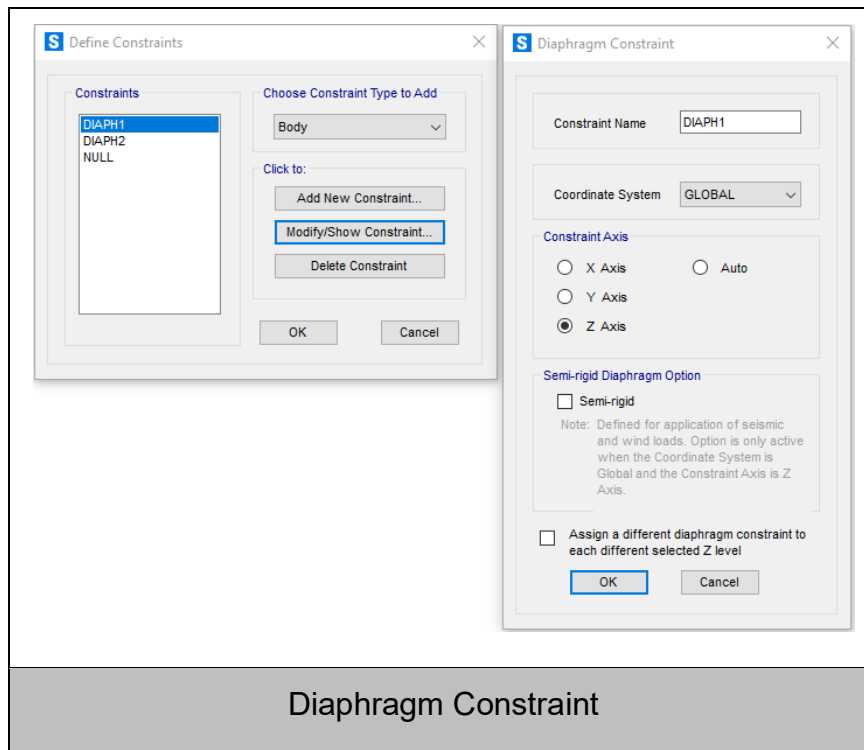 S Define Constraints
Constraints
DIAPH1
DIAPH2
NULL
Choose Constraint Type to Add
Body
Click to:
Add New Constraint...
Modify/Show Constraint...
Delete Constraint
OK
Cancel
S Diaphragm Constraint
Constraint Name
DIAPH1
Coordinate System
GLOBAL
Constraint Axis
X Axis
Auto
Y Axis
Z Axis
Semi-rigid Diaphragm Option
Semi-rigid
Note: Defined for application of seismic
and wind loads. Option is only active
when the Coordinate System is
Global and the Constraint Axis is Z
Axis.
Assign a different diaphragm constraint to
each different selected Z level
OK
Cancel
Diaphragm Constraint